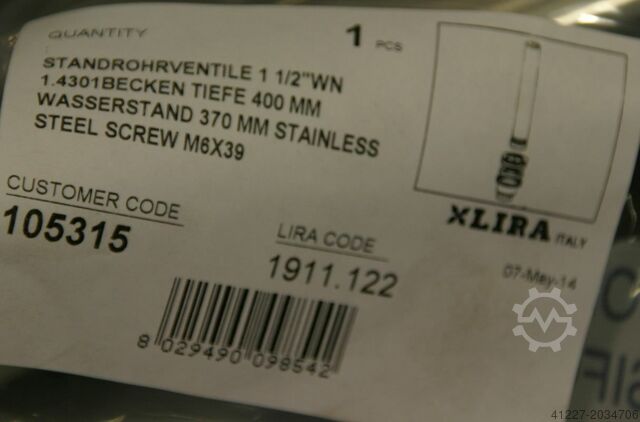 QUANTITY 1 PCS
STANDROHRVENTILE 1 1/2"WN
1.4301BECKEN TIEFE 400 MM
WASSERSTAND 370 MM STAINLESS
STEEL SCREW M6X39
XLIRA ITALY
CUSTOMER CODE
105315
LIRA CODE
1911.122
07-May-14
8 029490 098542
41227-2034706